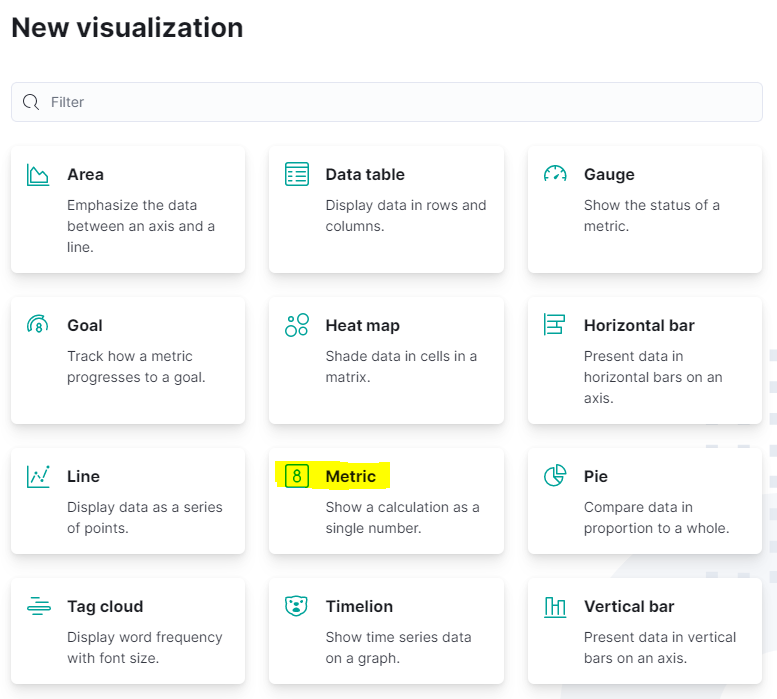 New visualization
Filter
Area
Emphasize the data
between an axis and a
line.
Data table
Display data in rows and
columns.
Gauge
Show the status of a
metric.
8
Goal
Track how a metric
progresses to a goal.
Heat map
Shade data in cells in a
matrix.
Horizontal bar
Present data in
horizontal bars on an
axis.
Line
Display data as a series
of points.
8
Metric
Show a calculation as a
single number.
Pie
Compare data in
proportion to a whole.
Tag cloud
Display word frequency
with font size.
Timelion
Show time series data
on a graph.
Vertical bar
Present data in vertical
bars on an axis.